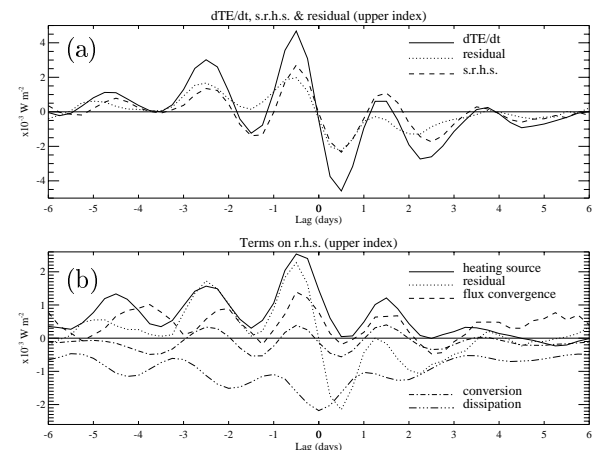 dTE/dt, s.r.h.s. & residual (upper index)
(a)
dTE/dt
residual
s.r.h.s.
4
2
0
-2
-4
x10⁻³ W m⁻²
-6 -5 -4 -3 -2 -1 0 1 2 3 4 5 6
Lag (days)
Terms on r.h.s. (upper index)
(b)
heating source
residual
flux convergence
2
1
0
-1
-2
x10⁻³ W m⁻²
conversion
dissipation
-6 -5 -4 -3 -2 -1 0 1 2 3 4 5 6
Lag (days)